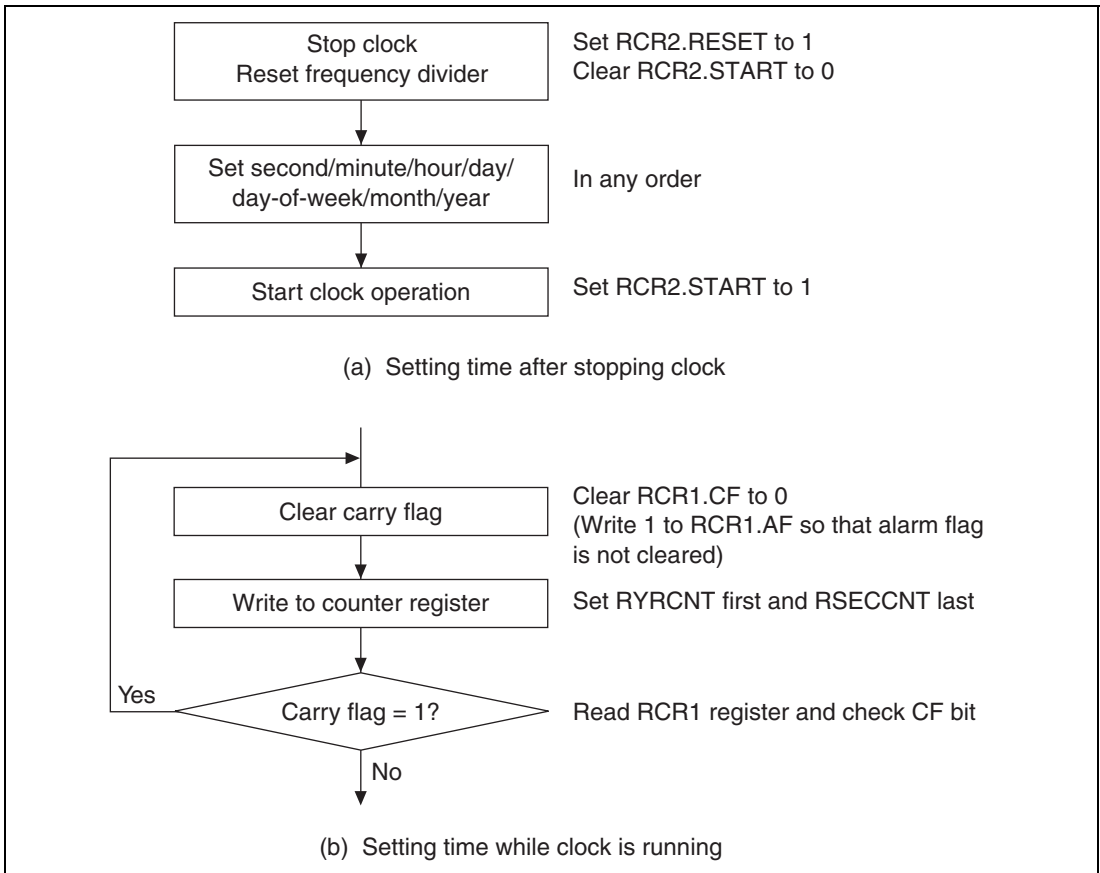 Stop clock
Reset frequency divider
Set RCR2.RESET to 1
Clear RCR2.START to 0
Set second/minute/hour/day/
day-of-week/month/year
In any order
Start clock operation
Set RCR2.START to 1
(a) Setting time after stopping clock
Clear carry flag
Clear RCR1.CF to 0
(Write 1 to RCR1.AF so that alarm flag
is not cleared)
Write to counter register
Set RYRCNT first and RSECCNT last
Yes
Carry flag = 1?
Read RCR1 register and check CF bit
No
(b) Setting time while clock is running